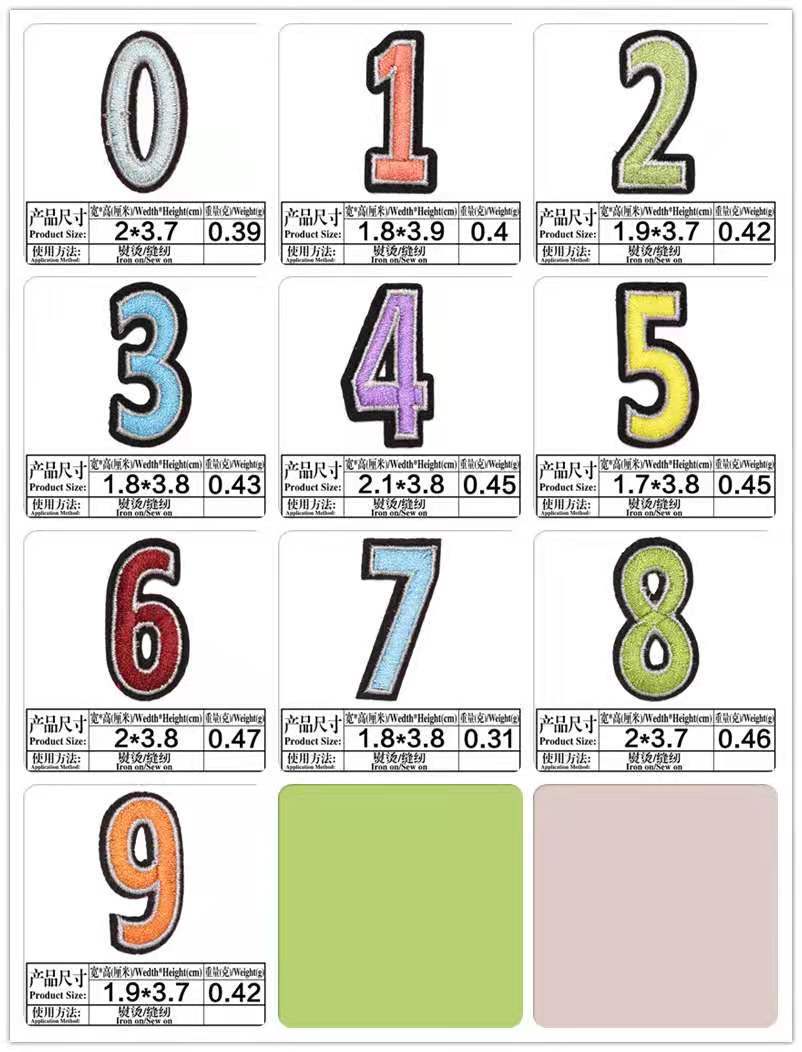 0
产品尺寸 宽*高(厘米)/Wedth*Height(cm) 重量(克)/Weight(g)
Product Size: 2*3.7 0.39
使用方法: 熨烫/缝纫
Application Method: Iron on/Sew on
1
产品尺寸 宽*高(厘米)/Wedth*Height(cm) 重量(克)/Weight(g)
Product Size: 1.8*3.9 0.4
使用方法: 熨烫/缝纫
Application Method: Iron on/Sew on
2
产品尺寸 宽*高(厘米)/Wedth*Height(cm) 重量(克)/Weight(g)
Product Size: 1.9*3.7 0.42
使用方法: 熨烫/缝纫
Application Method: Iron on/Sew on
3
产品尺寸 宽*高(厘米)/Wedth*Height(cm) 重量(克)/Weight(g)
Product Size: 1.8*3.8 0.43
使用方法: 熨烫/缝纫
Application Method: Iron on/Sew on
4
产品尺寸 宽*高(厘米)/Wedth*Height(cm) 重量(克)/Weight(g)
Product Size: 2.1*3.8 0.45
使用方法: 熨烫/缝纫
Application Method: Iron on/Sew on
5
产品尺寸 宽*高(厘米)/Wedth*Height(cm) 重量(克)/Weight(g)
Product Size: 1.7*3.8 0.45
使用方法: 熨烫/缝纫
Application Method: Iron on/Sew on
6
产品尺寸 宽*高(厘米)/Wedth*Height(cm) 重量(克)/Weight(g)
Product Size: 2*3.8 0.47
使用方法: 熨烫/缝纫
Application Method: Iron on/Sew on
7
产品尺寸 宽*高(厘米)/Wedth*Height(cm) 重量(克)/Weight(g)
Product Size: 1.8*3.8 0.31
使用方法: 熨烫/缝纫
Application Method: Iron on/Sew on
8
产品尺寸 宽*高(厘米)/Wedth*Height(cm) 重量(克)/Weight(g)
Product Size: 2*3.7 0.46
使用方法: 熨烫/缝纫
Application Method: Iron on/Sew on
9
产品尺寸 宽*高(厘米)/Wedth*Height(cm) 重量(克)/Weight(g)
Product Size: 1.9*3.7 0.42
使用方法: 熨烫/缝纫
Application Method: Iron on/Sew on